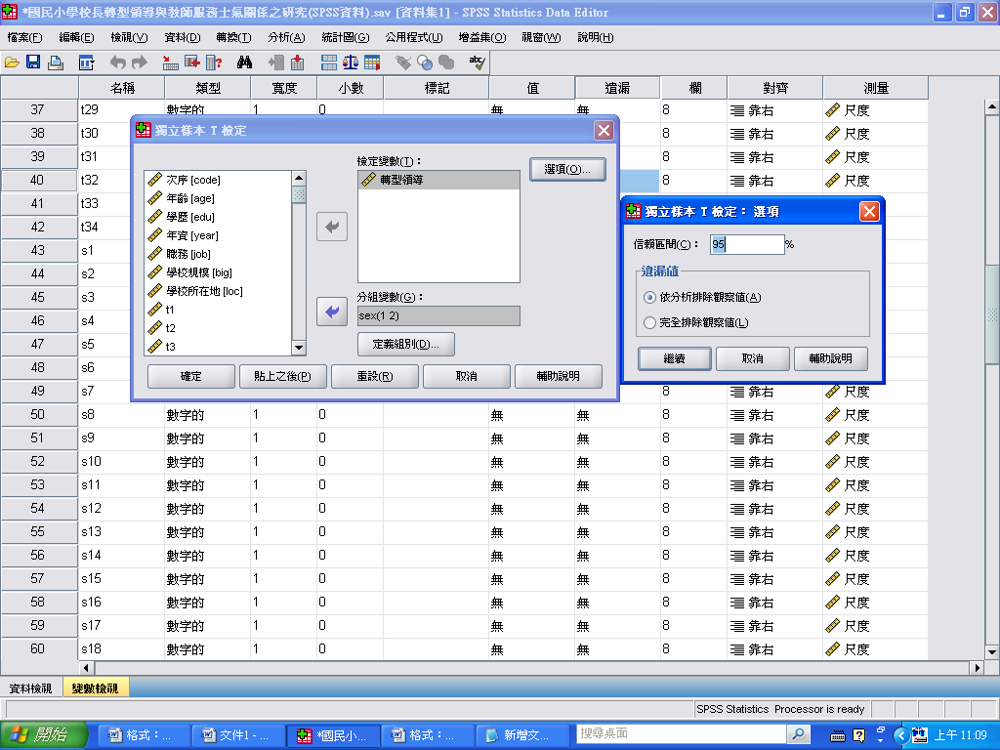 *國民小學校長轉型領導與教師服務士氣關係之研究(SPSS資料).sav [資料集1] - SPSS Statistics Data Editor
檔案(F) 編輯(E) 檢視(V) 資料(D) 轉換(T) 分析(A) 統計圖(G) 公用程式(U) 增益集(O) 視窗(W) 說明(H)
名稱 類型 寬度 小數 標記 值 遺漏 欄 對齊 測量
37 t29 數字的 1 0 無 無 8 靠右 尺度
38 t30 8 靠右 尺度
39 t31 8 靠右 尺度
40 t32 8 靠右 尺度
41 t33
42 t34
43 s1
44 s2
45 s3
46 s4
47 s5
48 s6
49 s7 8 靠右 尺度
50 s8 數字的 1 0 無 無 8 靠右 尺度
51 s9 數字的 1 0 無 無 8 靠右 尺度
52 s10 數字的 1 0 無 無 8 靠右 尺度
53 s11 數字的 1 0 無 無 8 靠右 尺度
54 s12 數字的 1 0 無 無 8 靠右 尺度
55 s13 數字的 1 0 無 無 8 靠右 尺度
56 s14 數字的 1 0 無 無 8 靠右 尺度
57 s15 數字的 1 0 無 無 8 靠右 尺度
58 s16 數字的 1 0 無 無 8 靠右 尺度
59 s17 數字的 1 0 無 無 8 靠右 尺度
60 s18 數字的 1 0 無 無 8 靠右 尺度
獨立樣本 T 檢定
次序 [code]
年齡 [age]
學歷 [edu]
年資 [year]
職務 [job]
學校規模 [big]
學校所在地 [loc]
t1
t2
t3
檢定變數(T)：
轉型領導
選項(O)...
分組變數(G)：
sex(1 2)
定義組別(D)...
確定 貼上之後(P) 重設(R) 取消 輔助說明
獨立樣本 T 檢定： 選項
信賴區間(C)： 95 %
遺漏值
依分析排除觀察值(A)
完全排除觀察值(L)
繼續 取消 輔助說明
資料檢視 變數檢視
SPSS Statistics Processor is ready
開始 格式：... 文件1 - ... *國民小... 格式：... 新增文... 搜尋桌面 上午 11:09